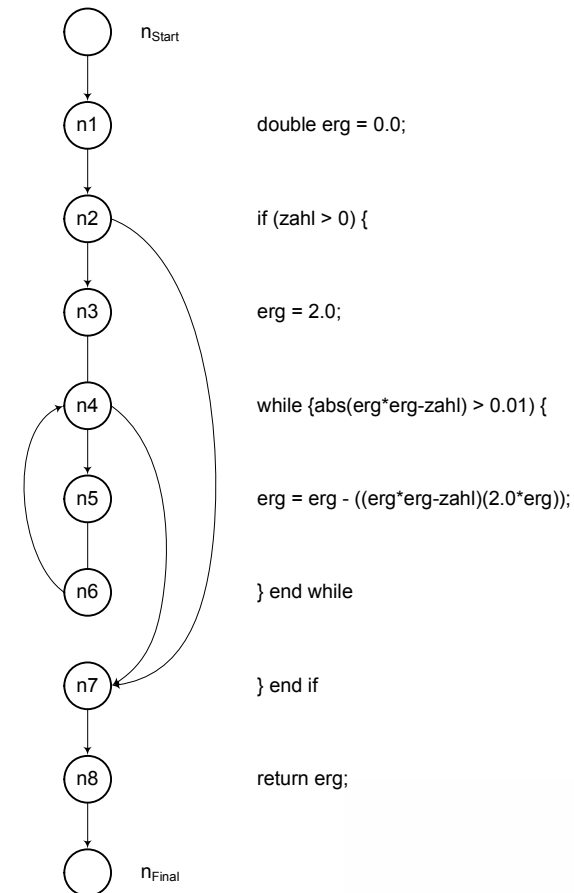 nStart
n1 double erg = 0.0;
n2 if (zahl > 0) {
n3 erg = 2.0;
n4 while {abs(erg*erg-zahl) > 0.01) {
n5 erg = erg - ((erg*erg-zahl)(2.0*erg));
n6 } end while
n7 } end if
n8 return erg;
nFinal